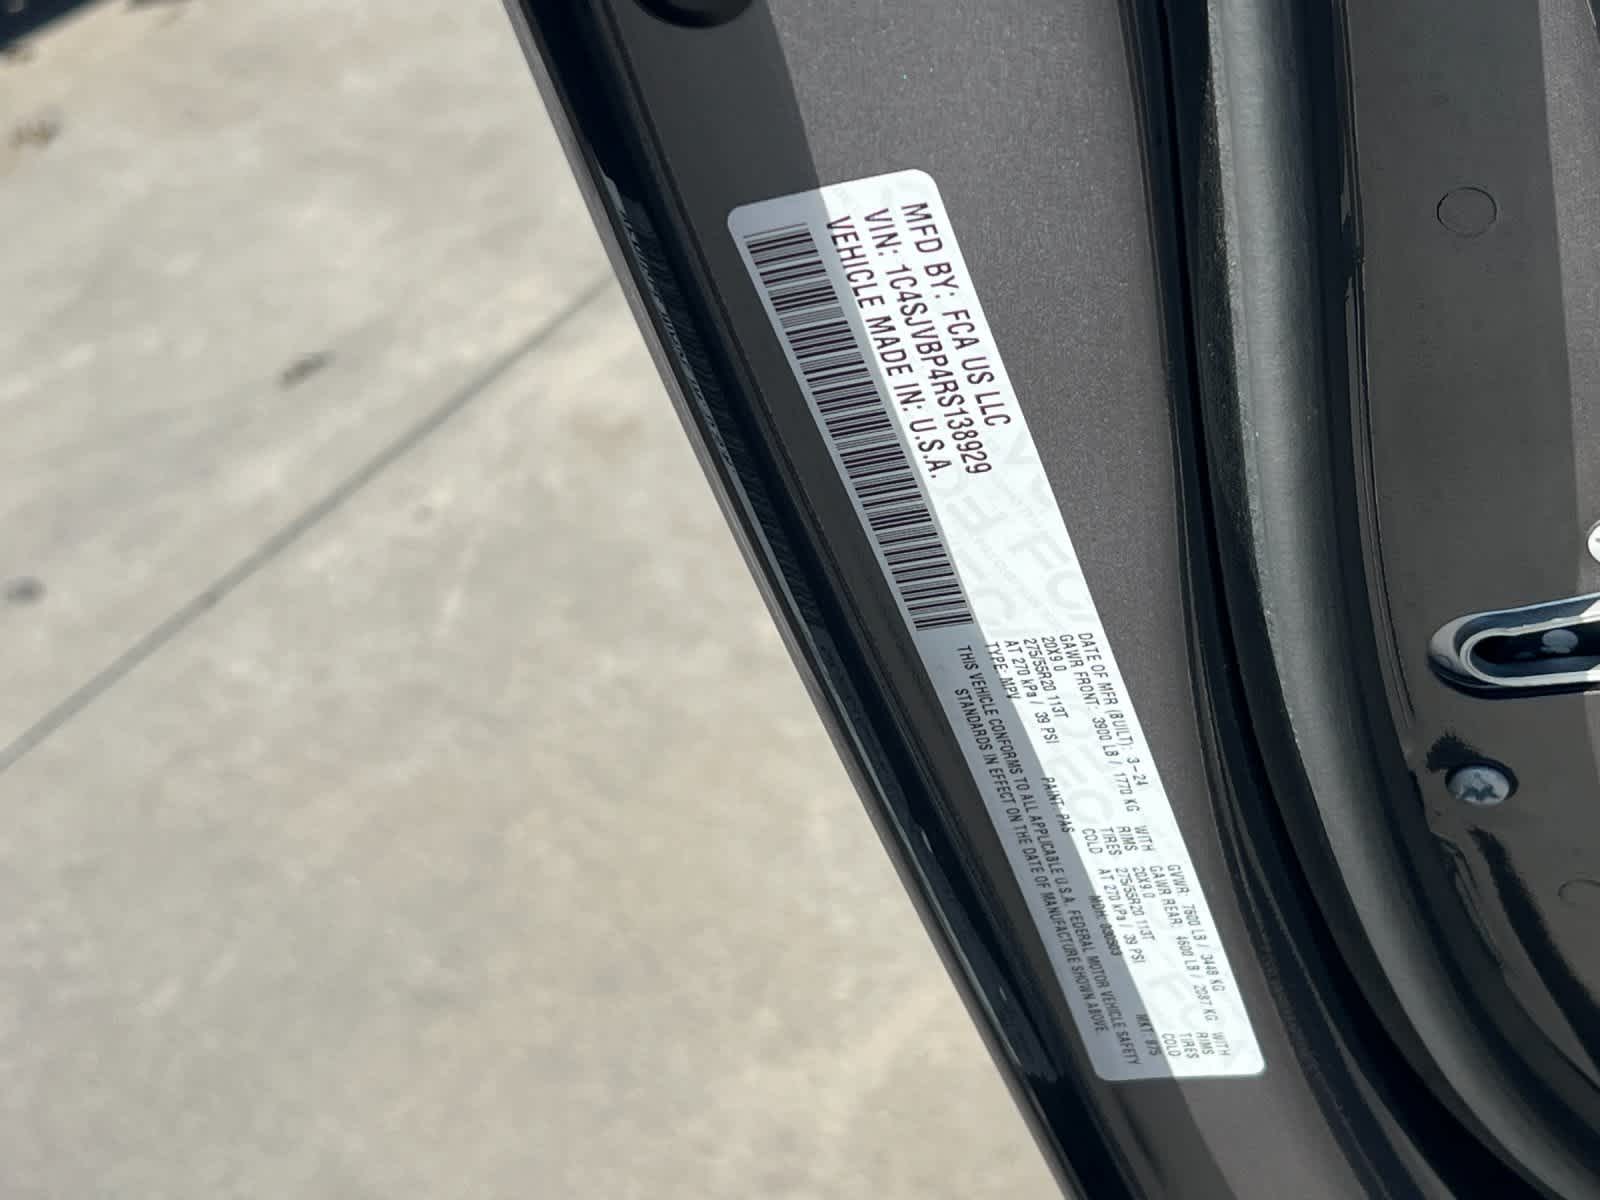 MFD BY: FCA US LLC
VIN: 1C4SJVBP4RS138929
VEHICLE MADE IN: U.S.A.
DATE OF MFR (BUILT): 3-24 GVWR: 7600 LB / 3448 KG
GAWR FRONT: 3900 LB / 1770 KG WITH GAWR REAR: 4600 LB / 2087 KG WITH
20X9.0 RIMS 20X9.0 RIMS
275/55R20 113T TIRES 275/55R20 113T TIRES
AT 270 kPa / 39 PSI COLD AT 270 kPa / 39 PSI COLD
TYPE: MPV PAINT: PAS MDH: MKT: 875
THIS VEHICLE CONFORMS TO ALL APPLICABLE U.S.A. FEDERAL MOTOR VEHICLE SAFETY
STANDARDS IN EFFECT ON THE DATE OF MANUFACTURE SHOWN ABOVE.